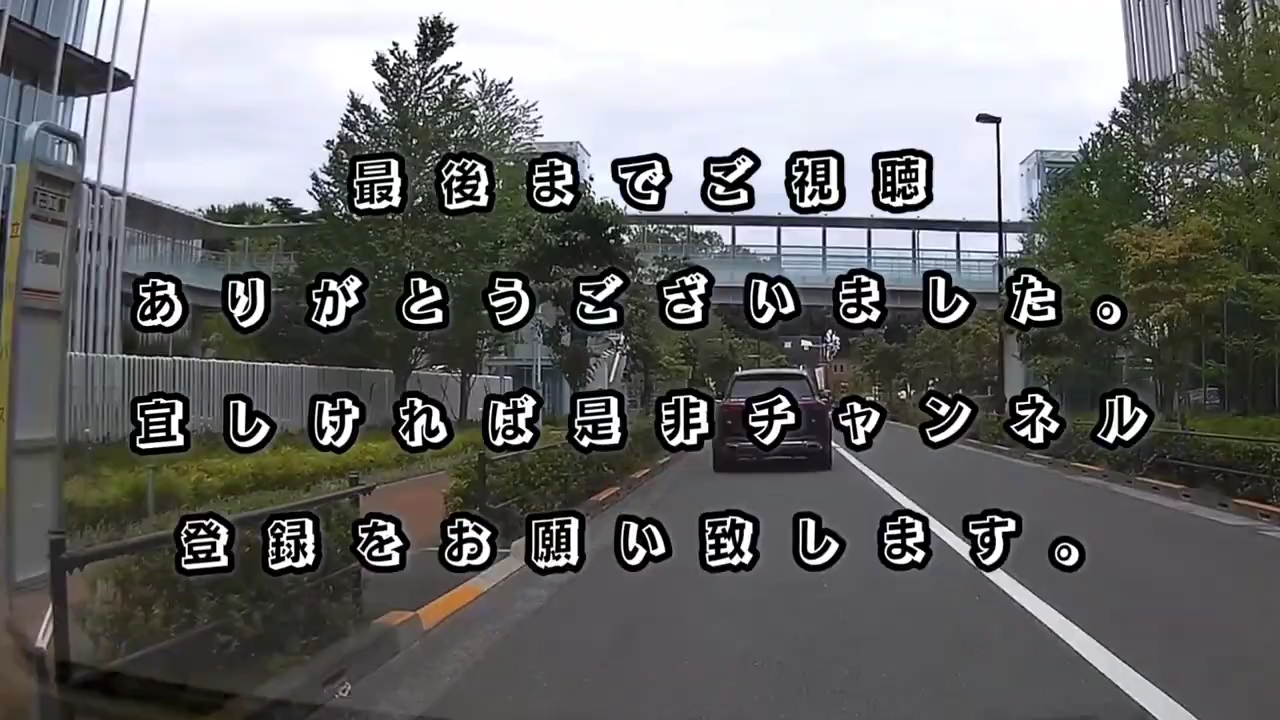 最後までご視聴
ありがとうございました。
宜しければ是非チャンネル
登録をお願い致します。